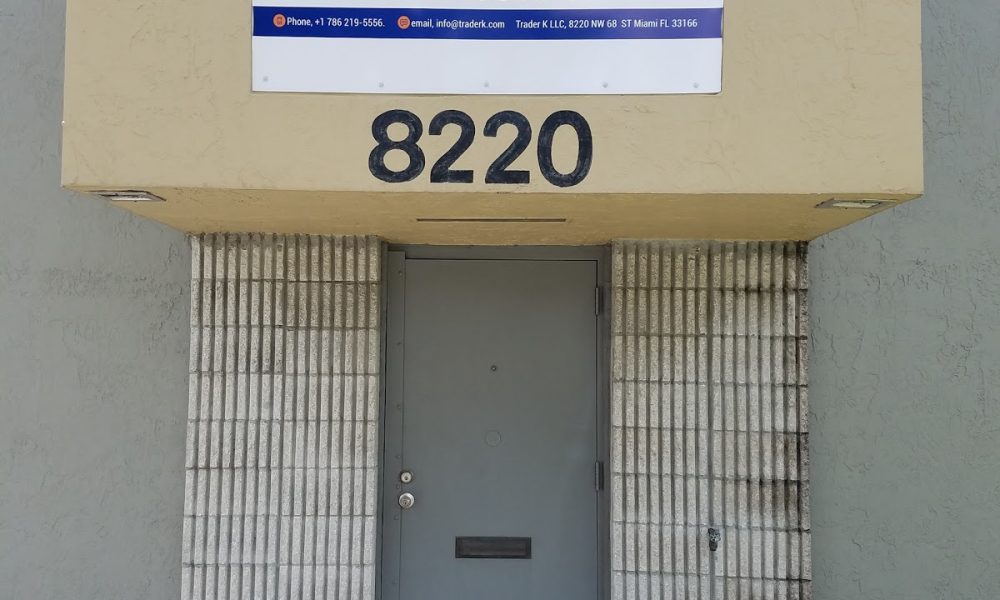 Phone, +1 786 219-5556. email, info@traderk.com Trader K LLC, 8220 NW 68 ST Miami FL 33166
8220